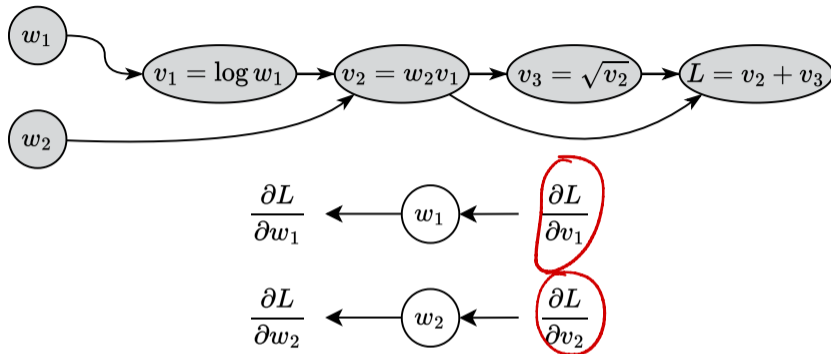 w₁
v₁ = log w₁ v₂ = w₂v₁ v₃ = √v₂ L = v₂ + v₃
w₂
∂L/∂w₁ w₁ ∂L/∂v₁
∂L/∂w₂ w₂ ∂L/∂v₂